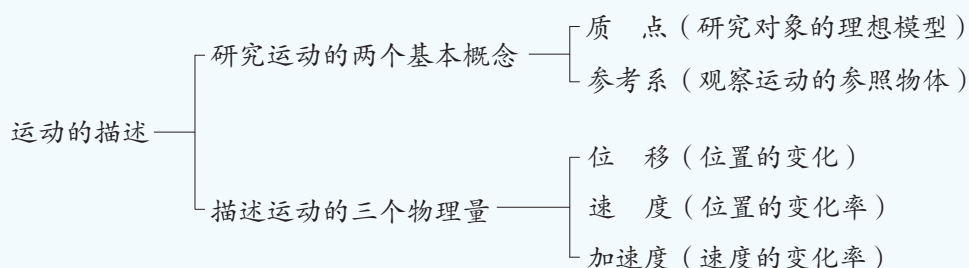 质　点（研究对象的理想模型）
研究运动的两个基本概念
参考系（观察运动的参照物体）
运动的描述
位　移（位置的变化）
描述运动的三个物理量
速　度（位置的变化率）
加速度（速度的变化率）